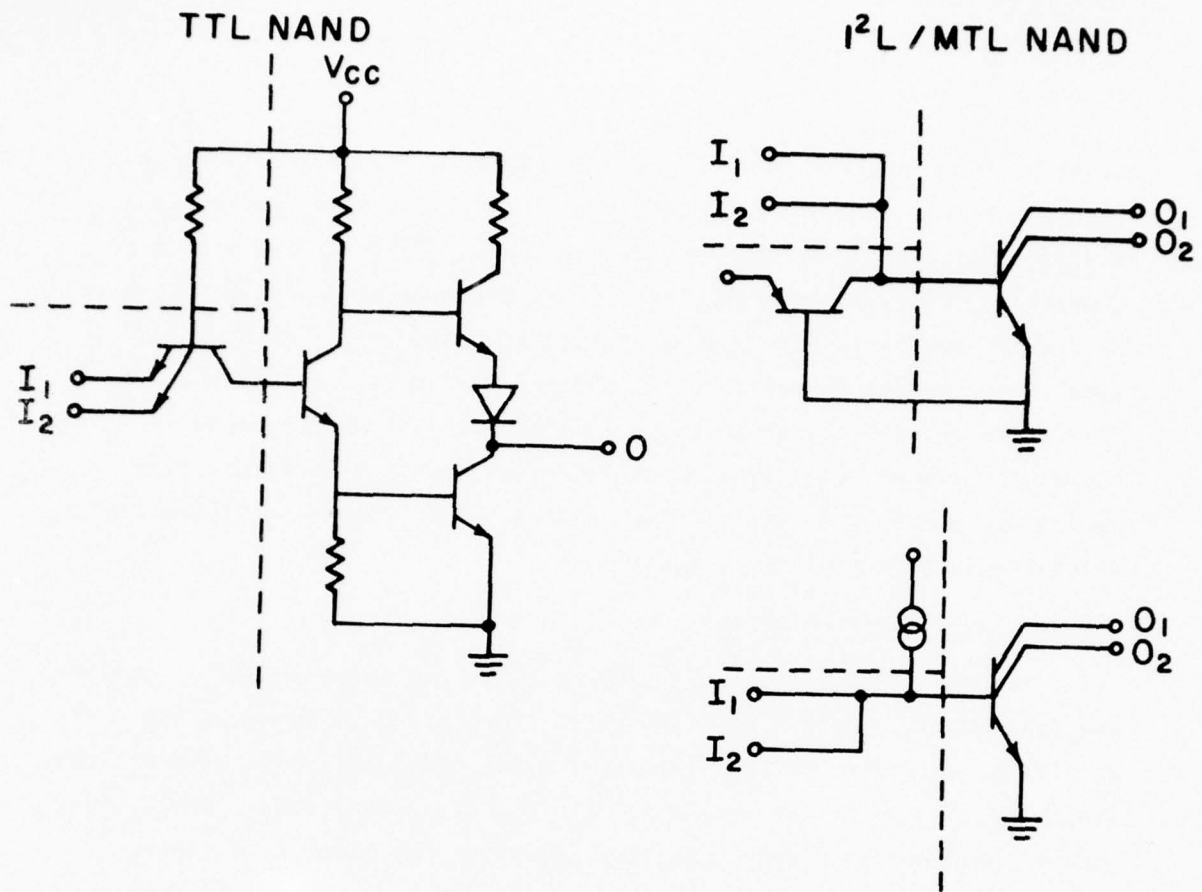 TTL NAND
VCC
I1
I2
O
I²L / MTL NAND
I1
I2
O1
O2
I1
I2
O1
O2